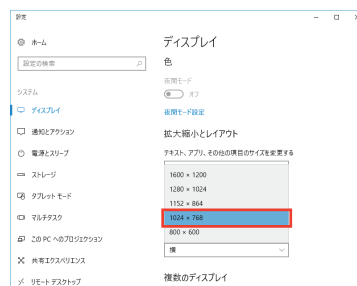 設定
ホーム
設定の検索
システム
ディスプレイ
通知とアクション
電源とスリープ
ストレージ
タブレット モード
マルチタスク
この PC へのプロジェクション
共有エクスペリエンス
リモート デスクトップ
ディスプレイ
色
夜間モード
オフ
夜間モード設定
拡大縮小とレイアウト
テキスト、アプリ、その他の項目のサイズを変更する
1600 × 1200
1280 × 1024
1152 × 864
1024 × 768
800 × 600
横
複数のディスプレイ